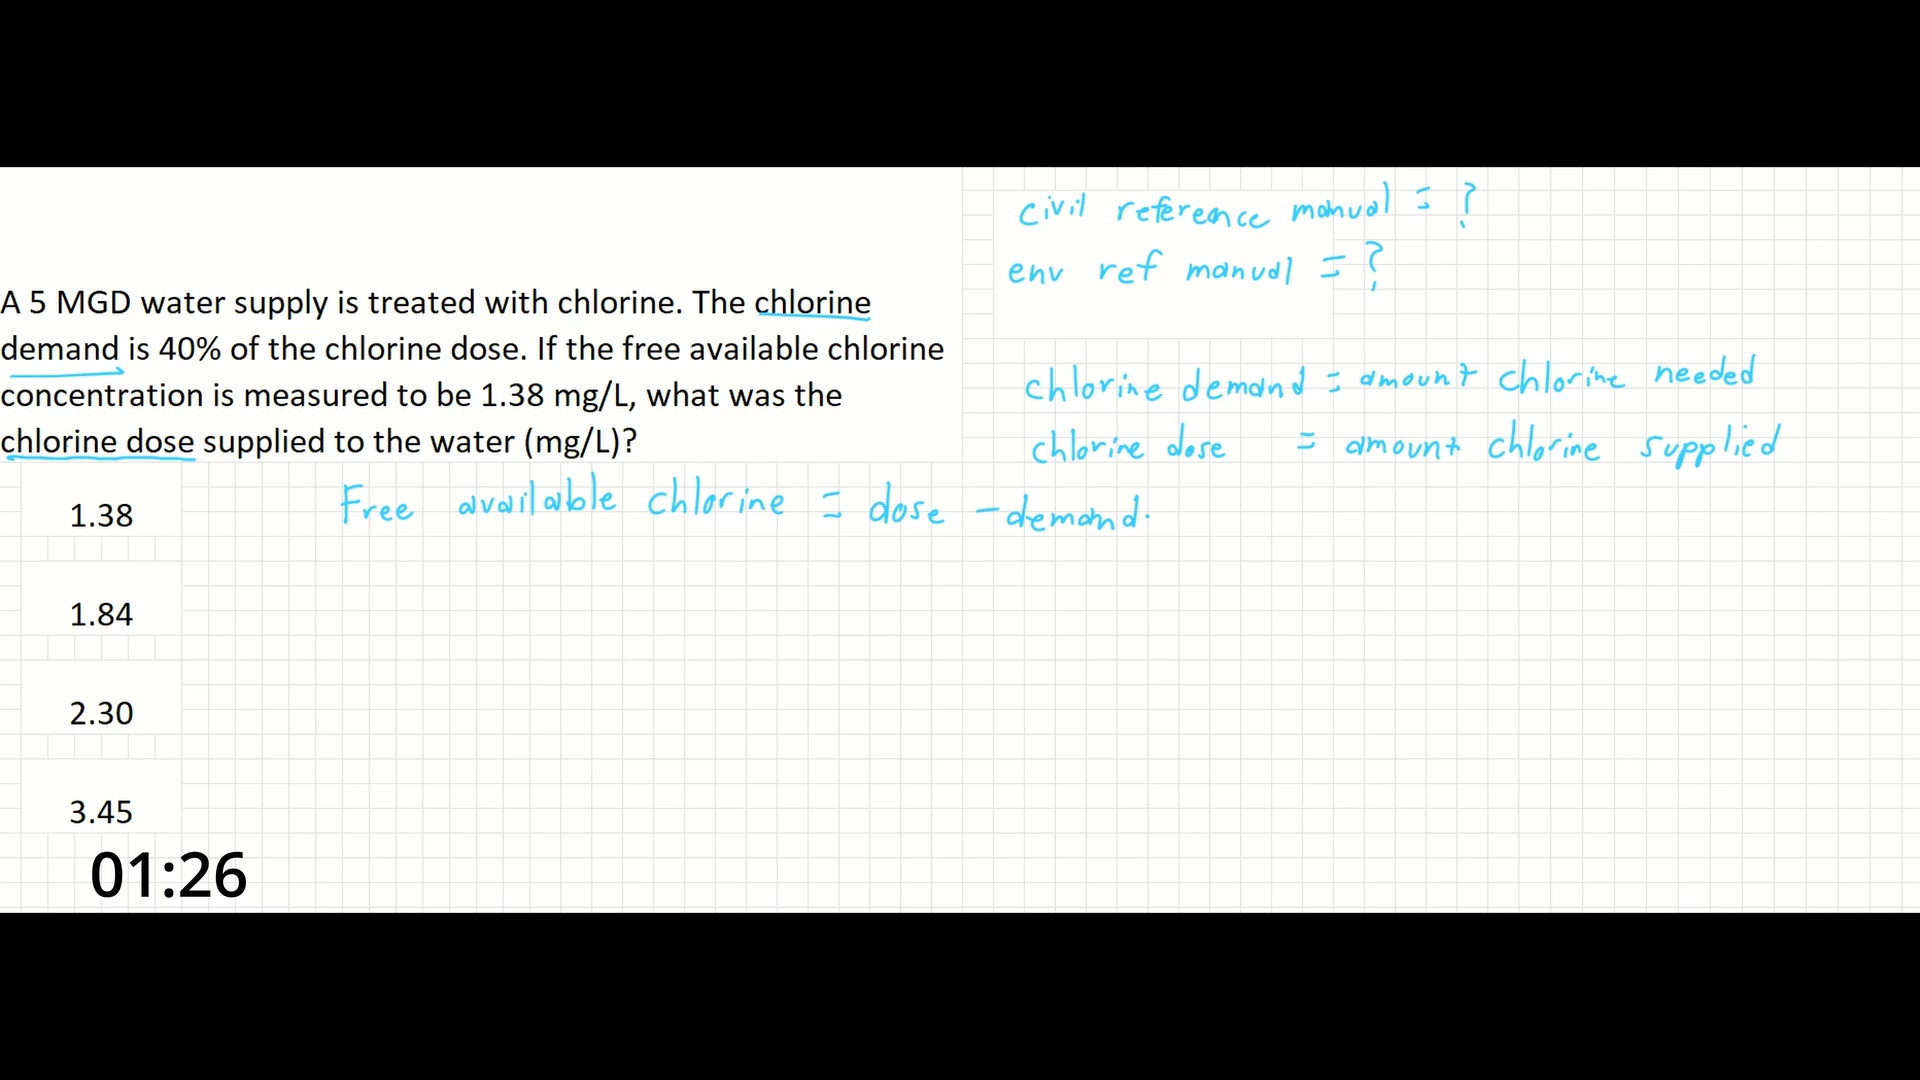 civil reference manual = ?
env ref manual = ?
A 5 MGD water supply is treated with chlorine. The chlorine
demand is 40% of the chlorine dose. If the free available chlorine
concentration is measured to be 1.38 mg/L, what was the
chlorine dose supplied to the water (mg/L)?
chlorine demand = amount chlorine needed
chlorine dose = amount chlorine supplied
Free available chlorine = dose - demand.
1.38
1.84
2.30
3.45
01:26